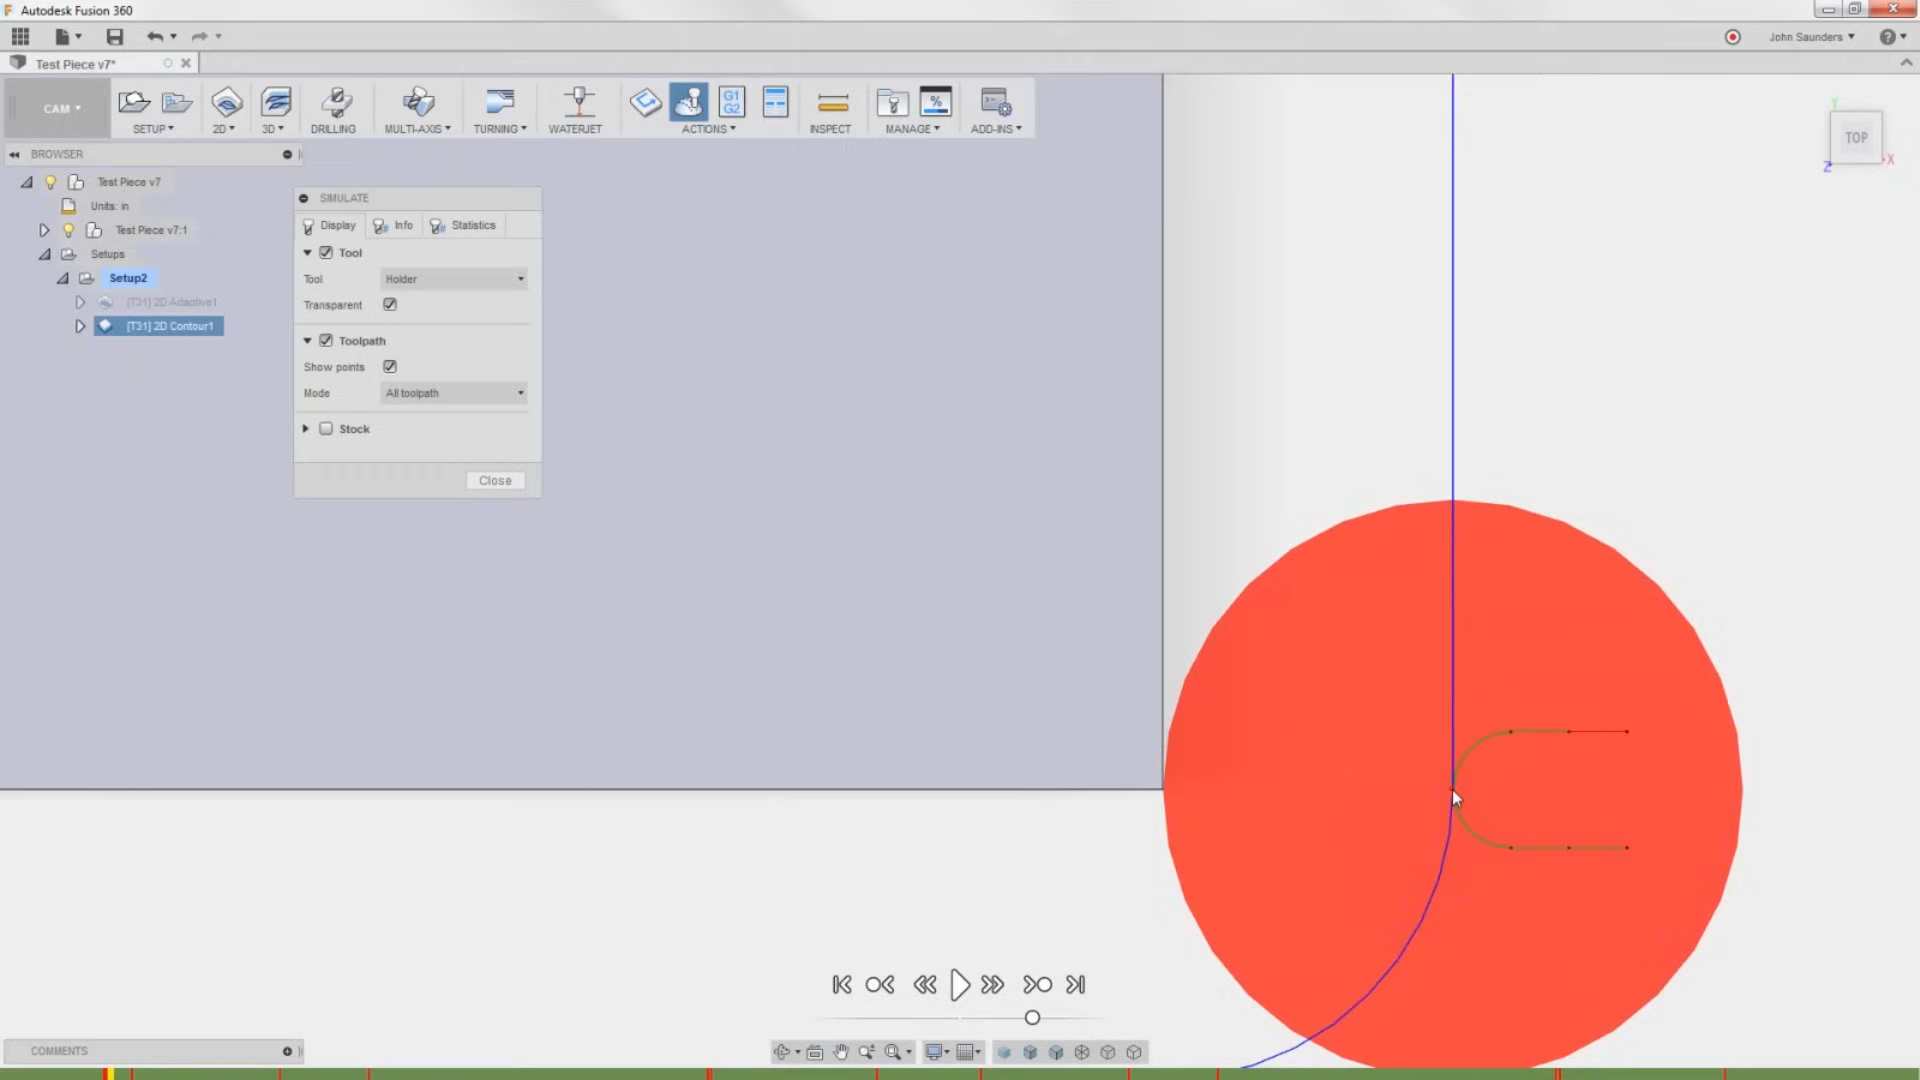 Autodesk Fusion 360
John Saunders
Test Piece v7*
CAM
SETUP
2D
3D
DRILLING
MULTI-AXIS
TURNING
WATERJET
G1
G2
ACTIONS
INSPECT
%
MANAGE
ADD-INS
Y
TOP
X
Z
BROWSER
Test Piece v7
Units: in
Test Piece v7:1
Setups
Setup2
[T31] 2D Adaptive1
[T31] 2D Contour1
SIMULATE
Display
Info
Statistics
Tool
Tool
Holder
Transparent
Toolpath
Show points
Mode
All toolpath
Stock
Close
COMMENTS